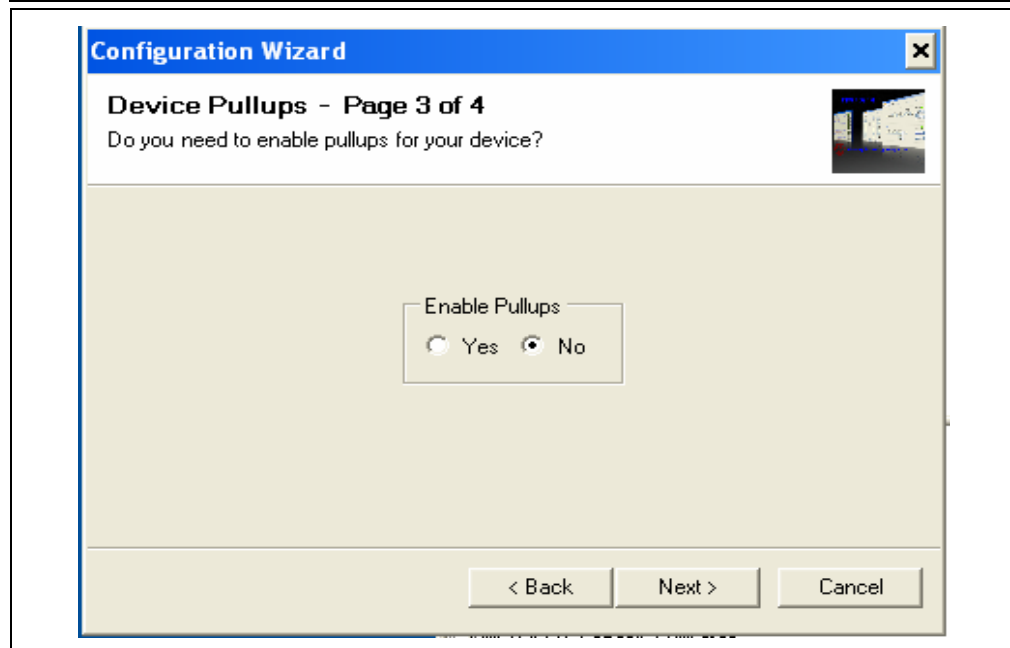 Configuration Wizard
Device Pullups - Page 3 of 4
Do you need to enable pullups for your device?
Enable Pullups
Yes No
< Back Next > Cancel